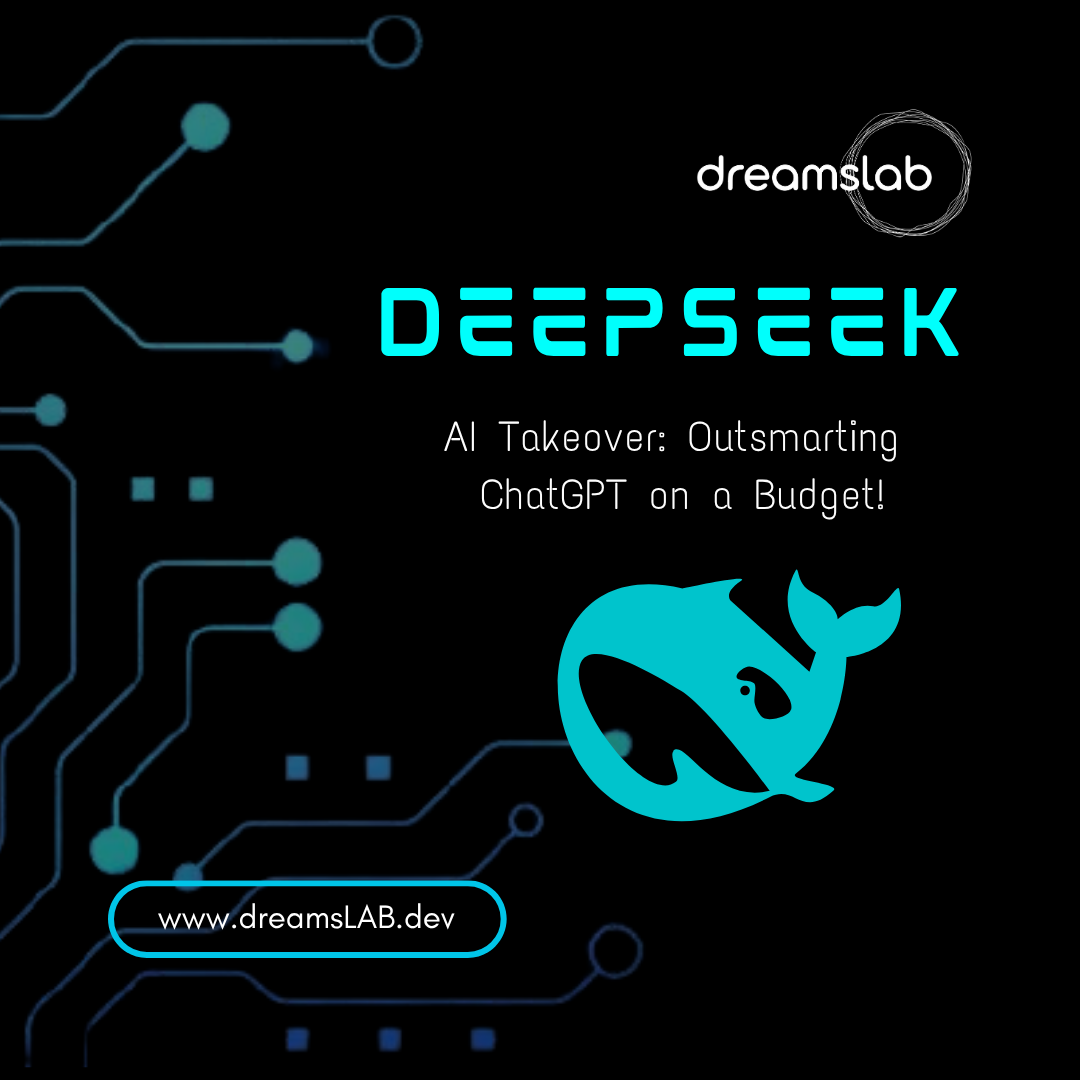 dreamslab
DEEPSEEK
AI Takeover: Outsmarting
ChatGPT on a Budget!
www.dreamsLAB.dev